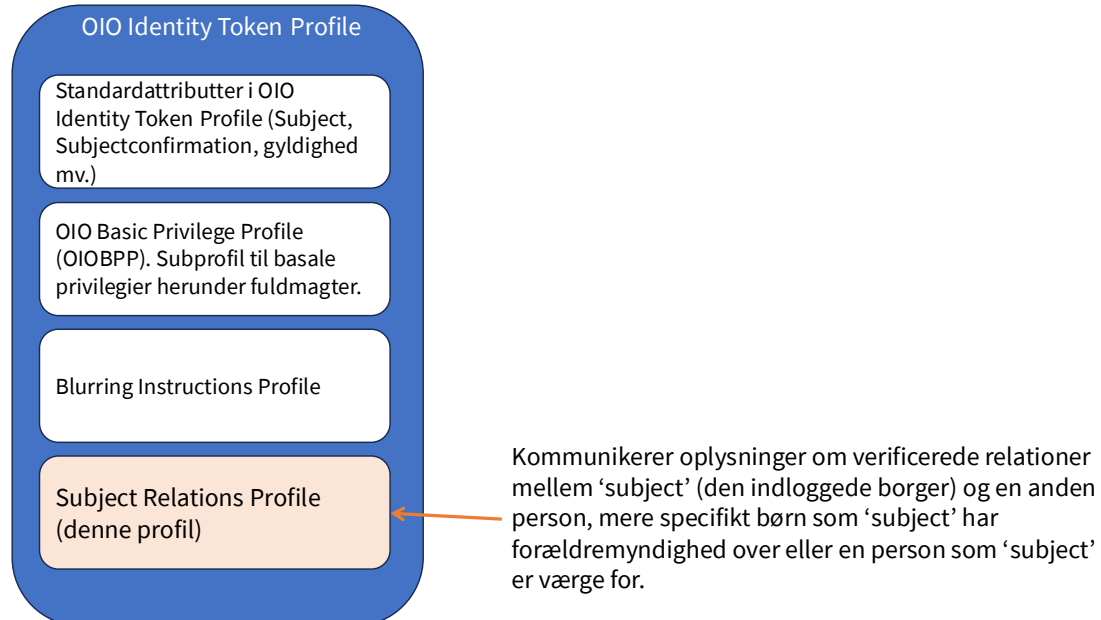 OIO Identity Token Profile
Standardattributter i OIO
Identity Token Profile (Subject,
Subjectconfirmation, gyldighed
mv.)
OIO Basic Privilege Profile
(OIOBPP). Subprofil til basale
privilegier herunder fuldmagter.
Blurring Instructions Profile
Subject Relations Profile
(denne profil)
Kommunikerer oplysninger om verificerede relationer
mellem ‘subject’ (den indloggede borger) og en anden
person, mere specifikt børn som ‘subject’ har
forældremyndighed over eller en person som ‘subject’
er værge for.